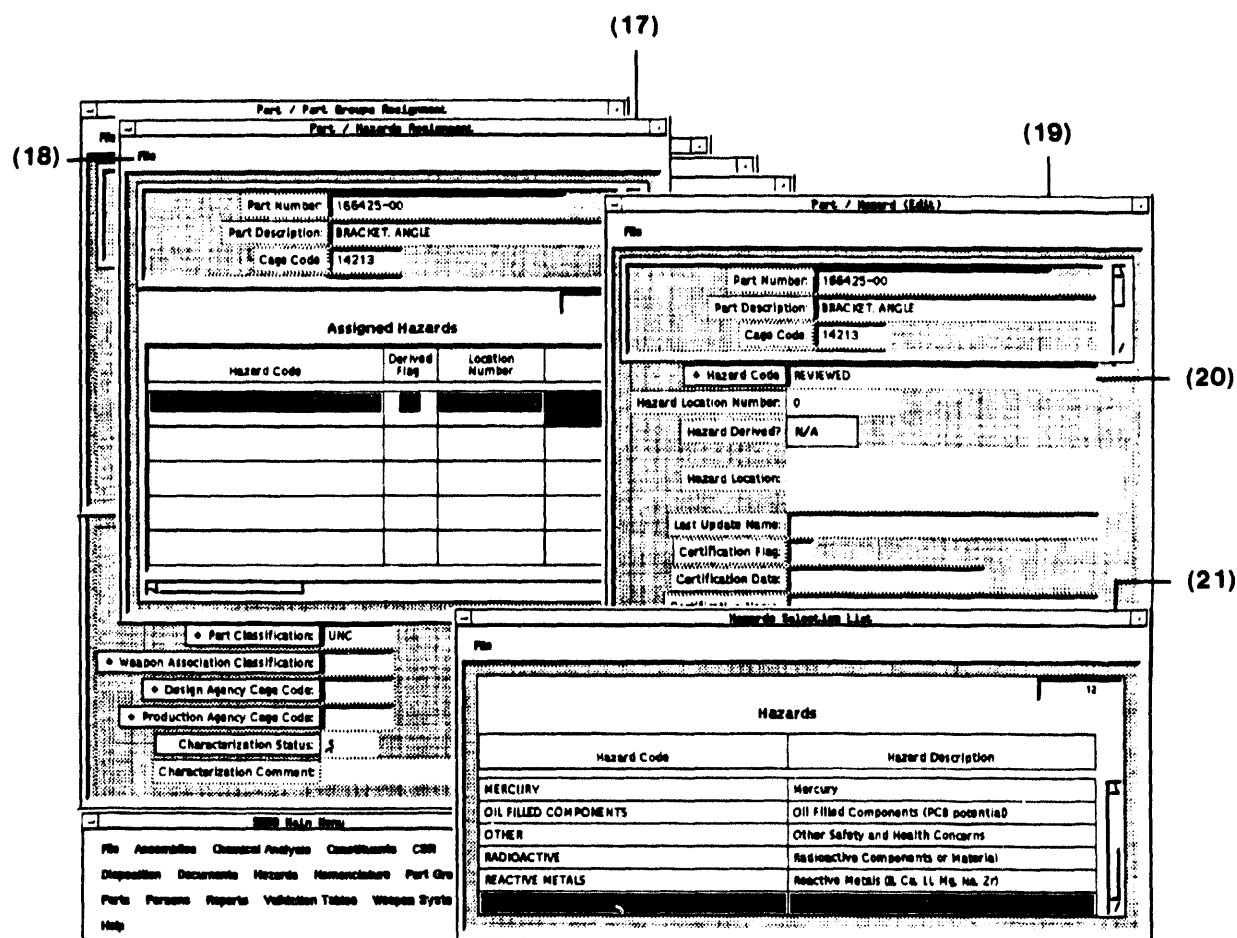 (17)
Part / Part Groups Assignment
File
Part / Hazards Assignment
(18)
File
(19)
Part Number: 166425-00
Part Description: BRACKET, ANGLE
Cage Code 14213
Assigned Hazards
Hazard Code
Derived Flag
Location Number
Part / Hazard (Edit)
File
Part Number: 166425-00
Part Description: BRACKET, ANGLE
Cage Code 14213
Hazard Code REVIEWED
(20)
Hazard Location Number: 0
Hazard Derived? N/A
Hazard Location:
Last Update Name:
Certification Flag:
Certification Date:
(21)
Part Classification: UNC
Weapon Association Classification:
Design Agency Cage Code:
Production Agency Cage Code:
Characterization Status: S
Characterization Comment:
Hazards Selection List
File
12
Hazards
Hazard Code Hazard Description
MERCURY Mercury
OIL FILLED COMPONENTS Oil Filled Components (PCB potential)
OTHER Other Safety and Health Concerns
RADIOACTIVE Radioactive Components or Material
REACTIVE METALS Reactive Metals (B, Ca, Li, Mg, Na, Zr)
Main Menu
File Assemblies Chemical Analysis Constituents CBR
Disposition Documents Hazards Nomenclature Part Gro
Parts Persons Reports Validation Tables Weapon Syste
Help